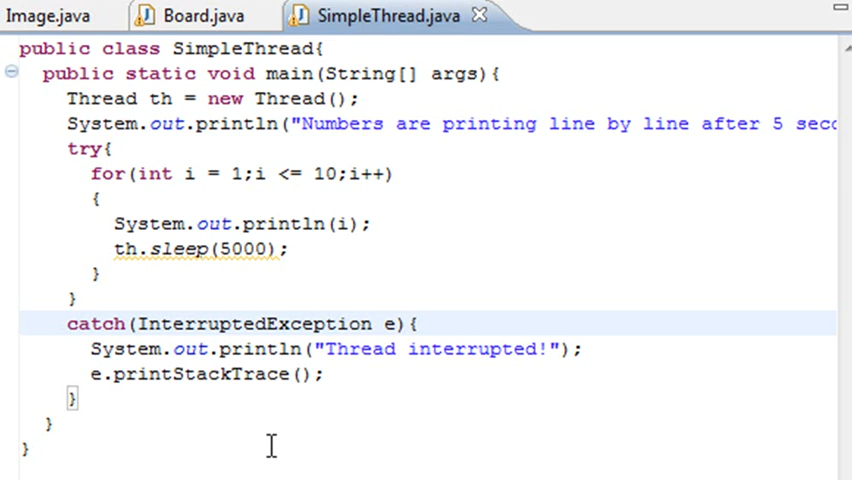 Image.java Board.java SimpleThread.java
public class SimpleThread{
public static void main(String[] args){
Thread th = new Thread();
System.out.println("Numbers are printing line by line after 5
try{
for(int i = 1;i <= 10;i++)
{
System.out.println(i);
th.sleep(5000);
}
}
catch(InterruptedException e){
System.out.println("Thread interrupted!");
e.printStackTrace();
}
}
}